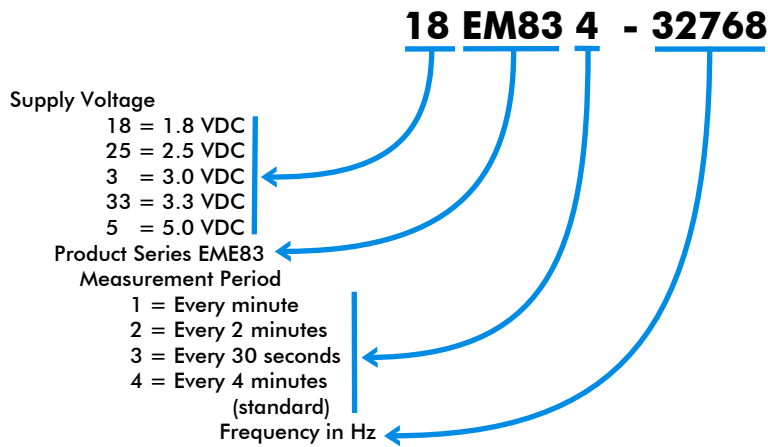 18 EM83 4 - 32768
Supply Voltage
18 = 1.8 VDC
25 = 2.5 VDC
3 = 3.0 VDC
33 = 3.3 VDC
5 = 5.0 VDC
Product Series EME83
Measurement Period
1 = Every minute
2 = Every 2 minutes
3 = Every 30 seconds
4 = Every 4 minutes
(standard)
Frequency in Hz